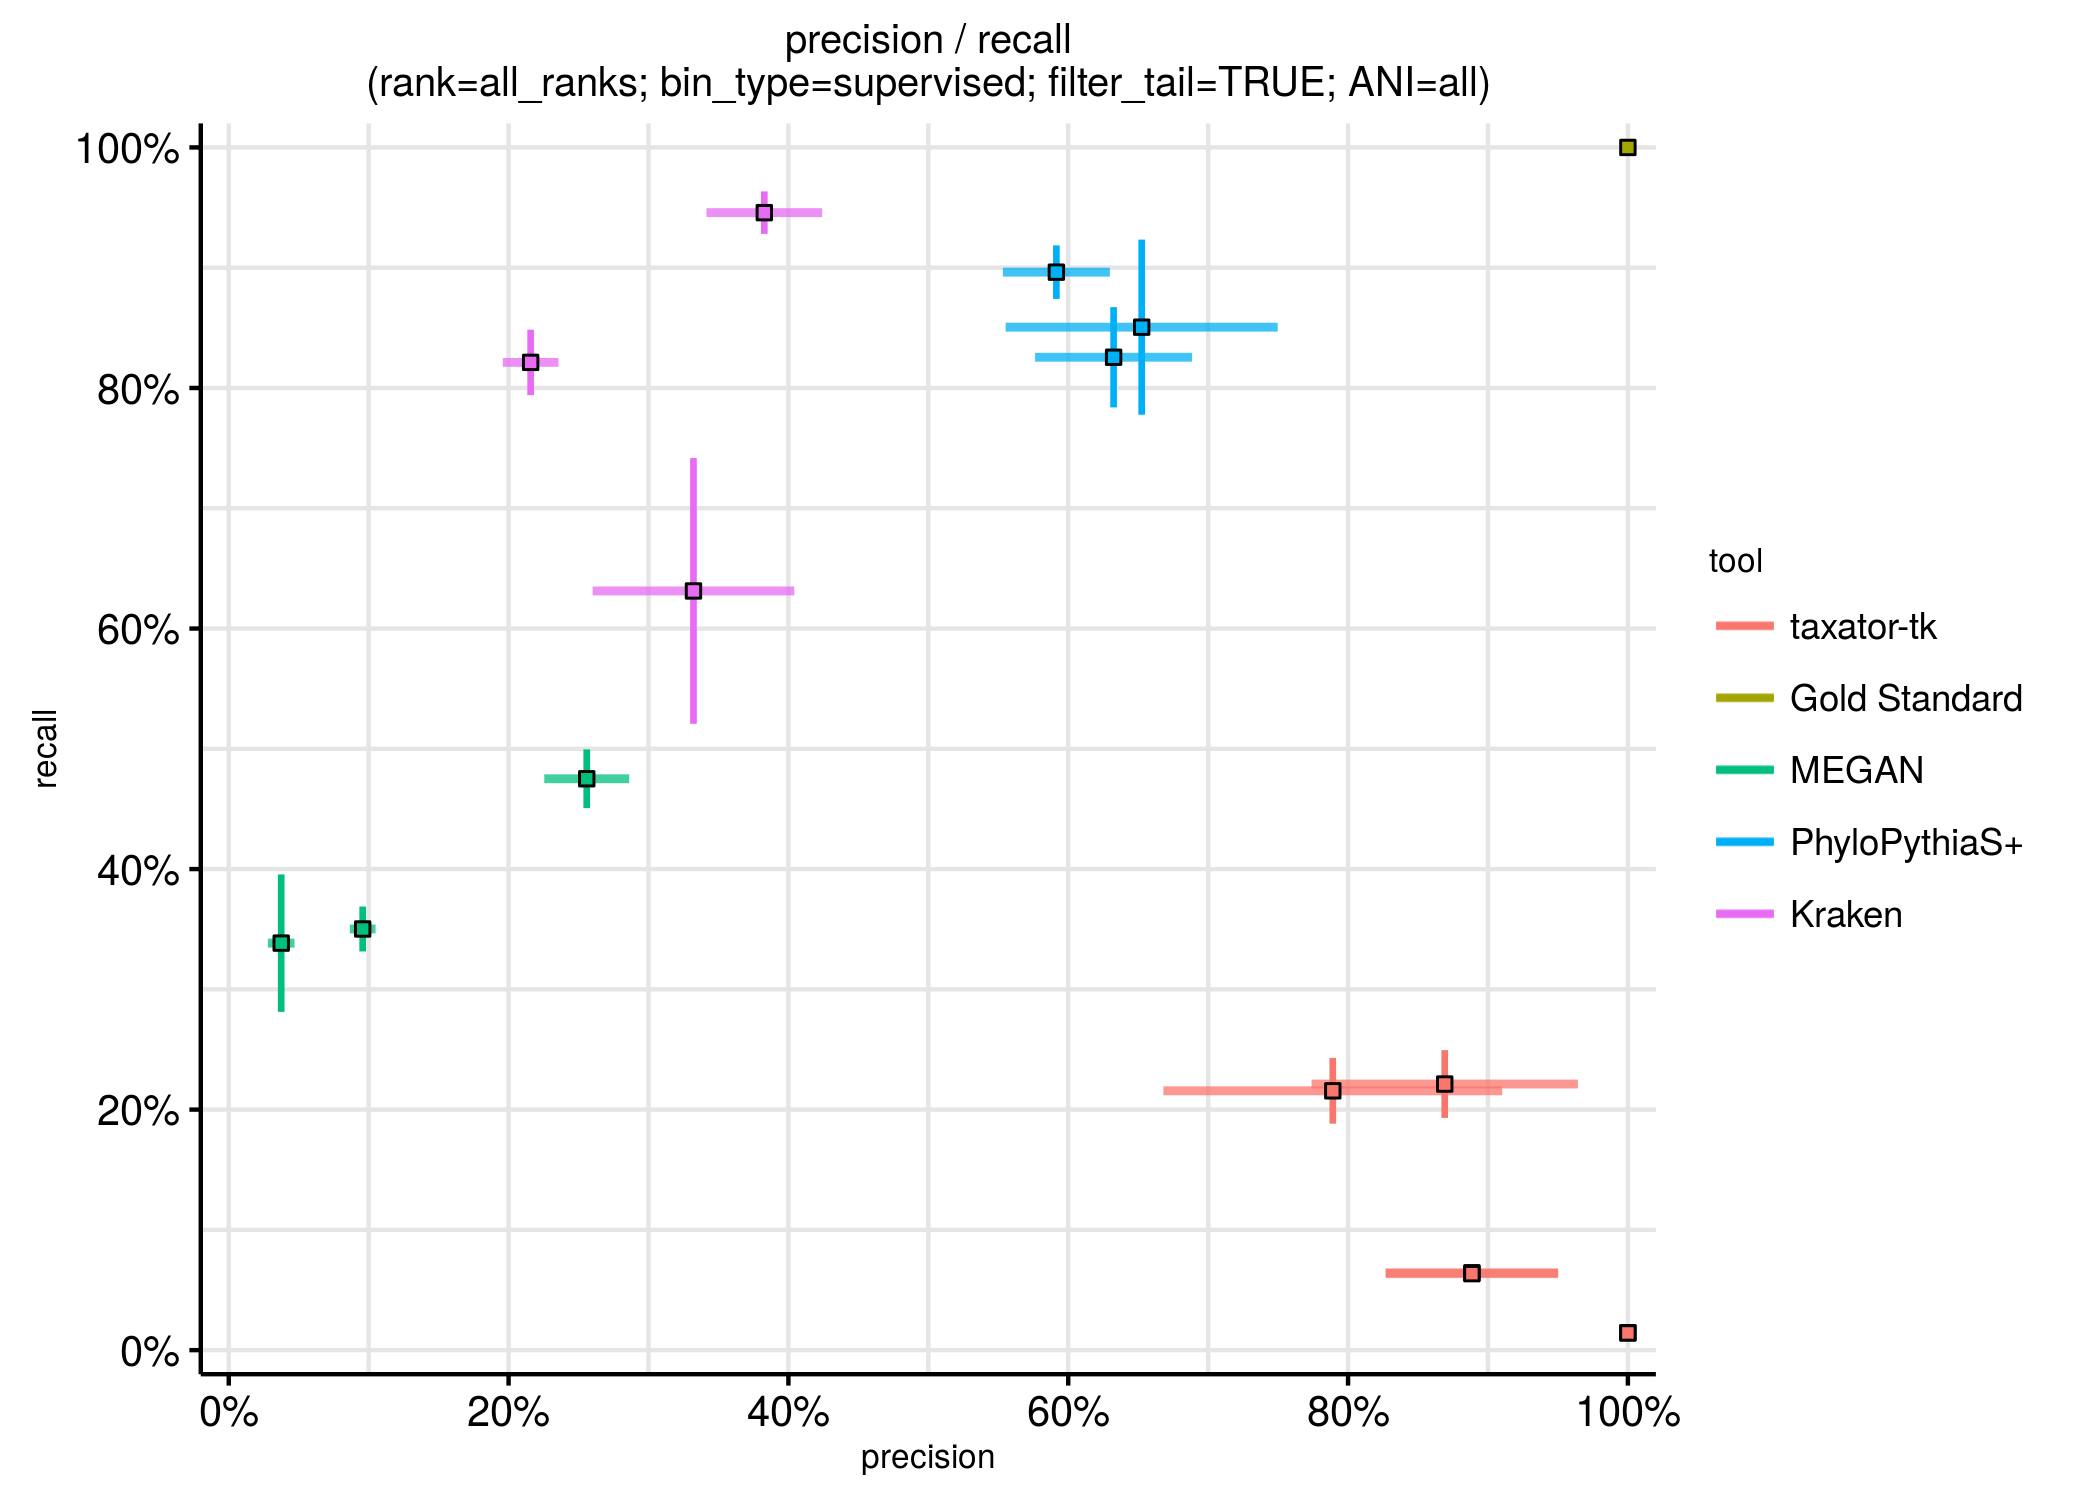 precision / recall
(rank=all_ranks; bin_type=supervised; filter_tail=TRUE; ANI=all)
100%
80%
60%
40%
20%
0%
recall
0%
20%
40%
60%
80%
100%
precision
tool
taxator-tk
Gold Standard
MEGAN
PhyloPythiaS+
Kraken